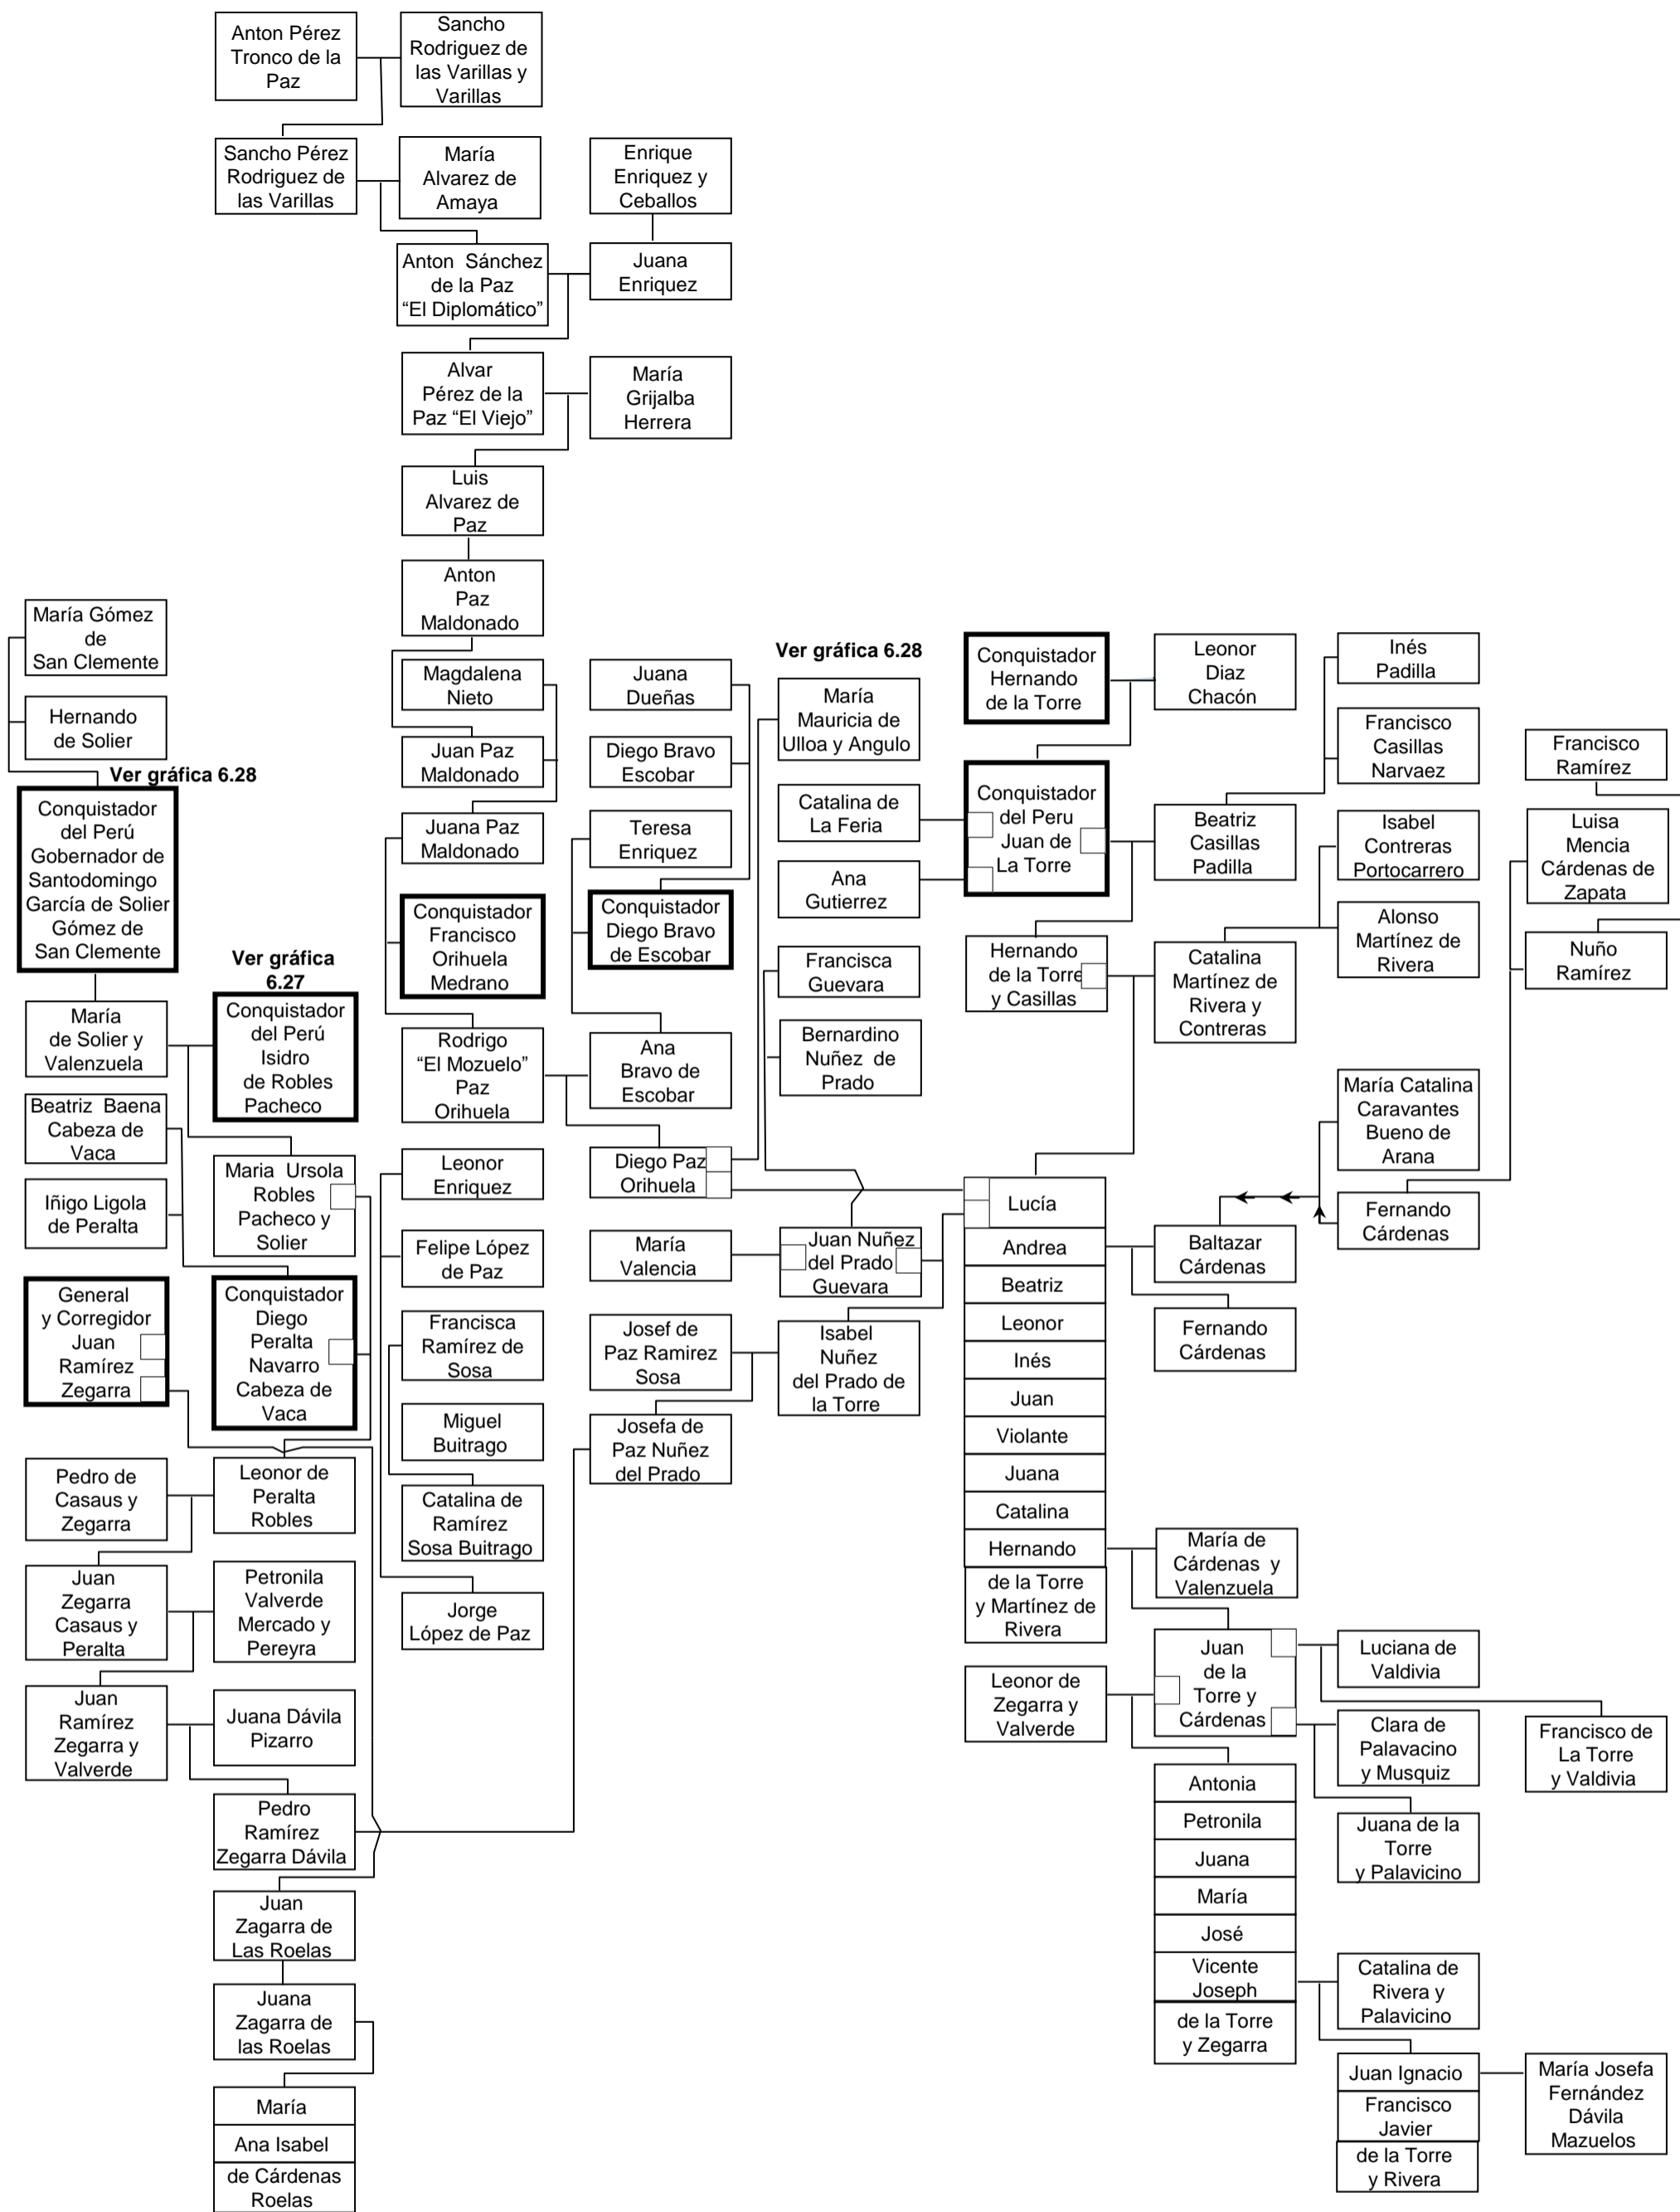 Anton Pérez
Tronco de la
Paz
Sancho
Rodriguez de
las Varillas y
Varillas
Sancho Pérez
Rodriguez de
las Varillas
María
Alvarez de
Amaya
Enrique
Enriquez y
Ceballos
Anton Sánchez
de la Paz
“El Diplomático”
Juana
Enriquez
Alvar
Pérez de la
Paz “El Viejo”
María
Grijalba
Herrera
Luis
Alvarez de
Paz
Anton
Paz
Maldonado
María Gómez
de
San Clemente
Hernando
de Solier
Ver gráfica 6.28
Conquistador
del Perú
Gobernador de
Santodomingo
García de Solier
Gómez de
San Clemente
María
de Solier y
Valenzuela
Beatriz Baena
Cabeza de
Vaca
Iñigo Ligola
de Peralta
General
y Corregidor
Juan
Ramírez
Zegarra
Pedro de
Casaus y
Zegarra
Juan
Zegarra
Casaus y
Peralta
Juan
Ramírez
Zegarra y
Valverde
Ver gráfica
6.27
Conquistador
del Perú
Isidro
de Robles
Pacheco
Maria Ursola
Robles
Pacheco y
Solier
Conquistador
Diego
Peralta
Navarro
Cabeza de
Vaca
Leonor de
Peralta
Robles
Petronila
Valverde
Mercado y
Pereyra
Juana Dávila
Pizarro
Pedro
Ramírez
Zegarra Dávila
Juan
Zagarra de
Las Roelas
Juana
Zagarra de
las Roelas
María
Ana Isabel
de Cárdenas
Roelas
Magdalena
Nieto
Juan Paz
Maldonado
Juana Paz
Maldonado
Conquistador
Francisco
Orihuela
Medrano
Rodrigo
“El Mozuelo”
Paz
Orihuela
Leonor
Enriquez
Felipe López
de Paz
Francisca
Ramírez de
Sosa
Miguel
Buitrago
Catalina de
Ramírez
Sosa Buitrago
Jorge
López de Paz
Juana
Dueñas
Diego Bravo
Escobar
Teresa
Enriquez
Conquistador
Diego Bravo
de Escobar
Ana
Bravo de
Escobar
Diego Paz
Orihuela
María
Valencia
Josef de
Paz Ramirez
Sosa
Josefa de
Paz Nuñez
del Prado
Ver gráfica 6.28
María
Mauricia de
Ulloa y Angulo
Catalina de
La Feria
Ana
Gutierrez
Francisca
Guevara
Bernardino
Nuñez de
Prado
Juan Nuñez
del Prado
Guevara
Isabel
Nuñez
del Prado de
la Torre
Conquistador
Hernando
de la Torre
Conquistador
del Peru
Juan de
La Torre
Hernando
de la Torre
y Casillas
Lucía
Andrea
Beatriz
Leonor
Inés
Juan
Violante
Juana
Catalina
Hernando
de la Torre
y Martínez de
Rivera
Leonor de
Zegarra y
Valverde
Leonor
Diaz
Chacón
Beatriz
Casillas
Padilla
Catalina
Martínez de
Rivera y
Contreras
Baltazar
Cárdenas
Fernando
Cárdenas
María de
Cárdenas y
Valenzuela
Juan
de la
Torre y
Cárdenas
Antonia
Petronila
Juana
María
José
Vicente
Joseph
de la Torre
y Zegarra
Inés
Padilla
Francisco
Casillas
Narvaez
Isabel
Contreras
Portocarrero
Alonso
Martínez de
Rivera
María Catalina
Caravantes
Bueno de
Arana
Fernando
Cárdenas
Luciana de
Valdivia
Clara de
Palavacino
y Musquiz
Juana de la
Torre
y Palavicino
Catalina de
Rivera y
Palavicino
Juan Ignacio
Francisco
Javier
de la Torre
y Rivera
Francisco
Ramírez
Luisa
Mencia
Cárdenas de
Zapata
Nuño
Ramírez
Francisco de
La Torre
y Valdivia
María Josefa
Fernández
Dávila
Mazuelos